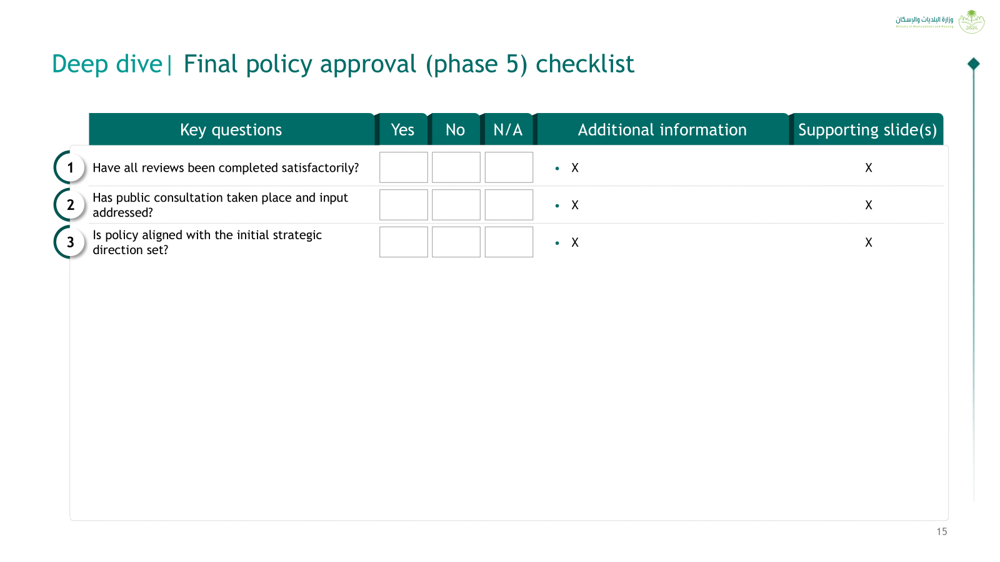 وزارة البلديات والإسكان
Ministry of Municipalities and Housing
Deep dive| Final policy approval (phase 5) checklist
Key questions Yes No N/A Additional information Supporting slide(s)
1 Have all reviews been completed satisfactorily? • X X
2 Has public consultation taken place and input
addressed? • X X
3 Is policy aligned with the initial strategic
direction set? • X X
15